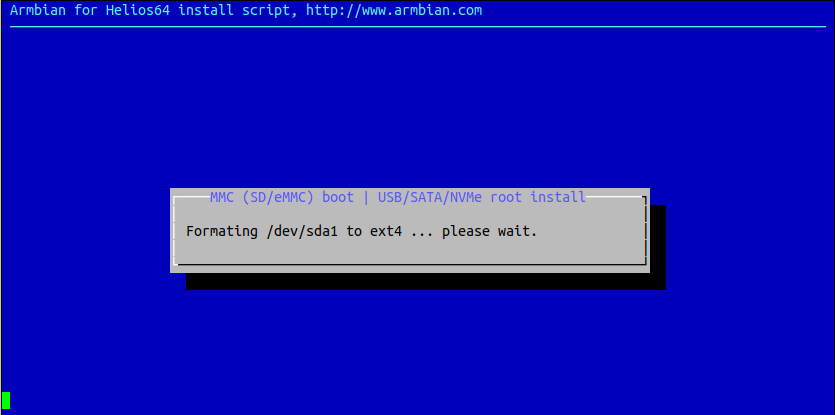 Armbian for Helios64 install script, http://www.armbian.com
MMC (SD/eMMC) boot | USB/SATA/NVMe root install
Formating /dev/sda1 to ext4 ... please wait.